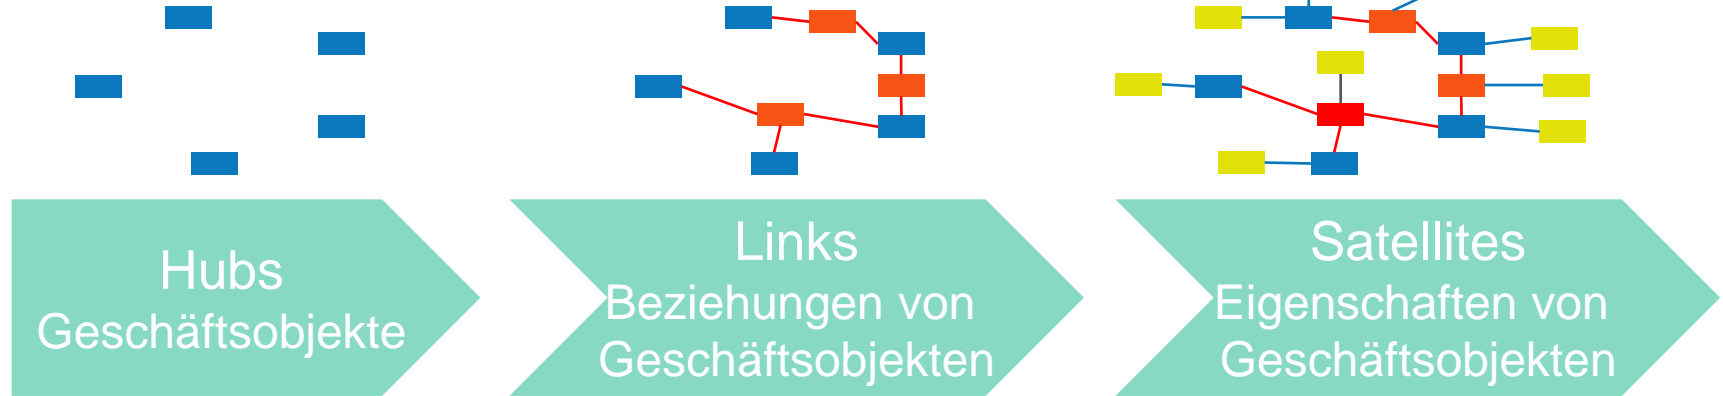 Hubs
Geschäftsobjekte
Links
Beziehungen von
Geschäftsobjekten
Satellites
Eigenschaften von
Geschäftsobjekten